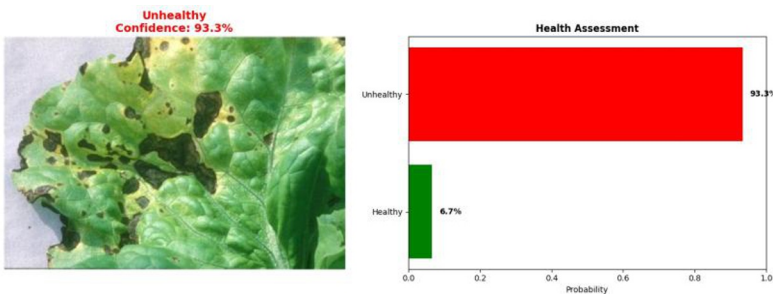 Unhealthy
Confidence: 93.3%
Health Assessment
Unhealthy
93.3%
Healthy
6.7%
0.0 0.2 0.4 0.6 0.8 1.0
Probability